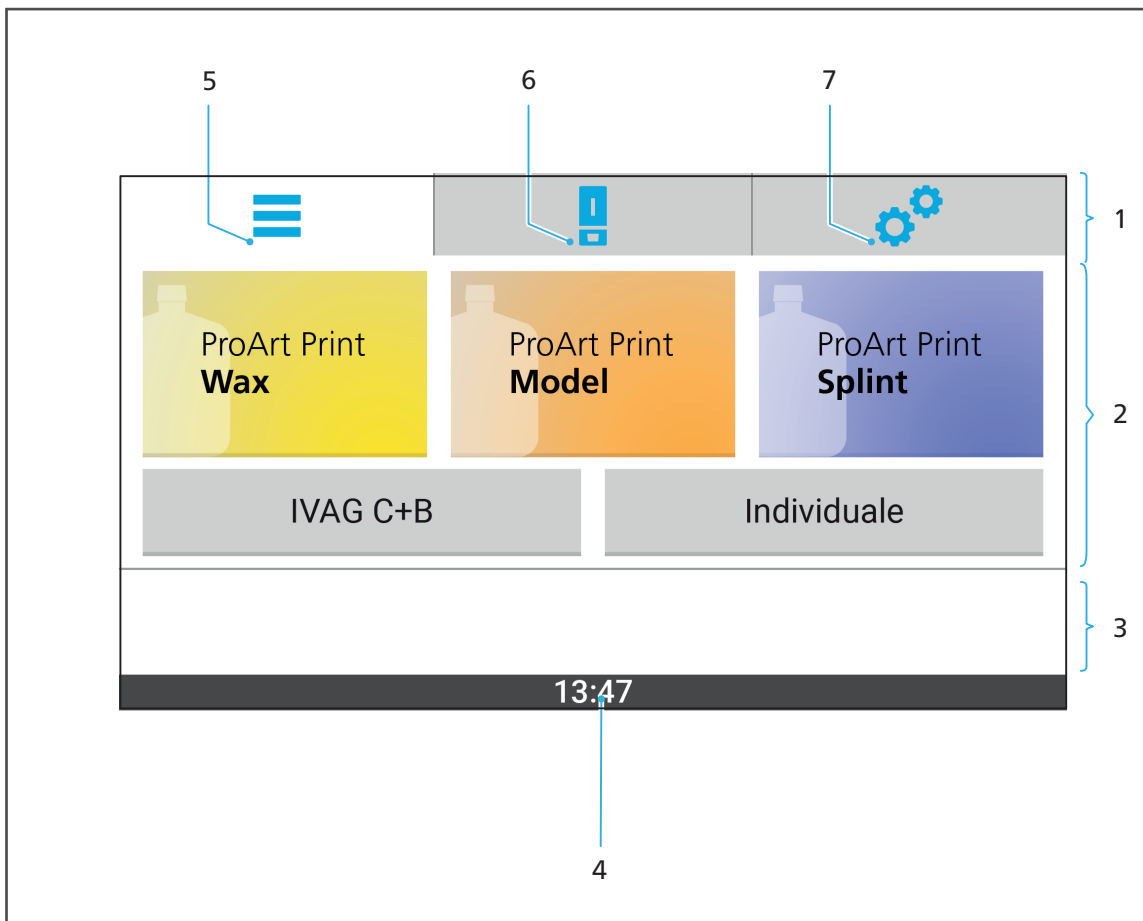 5
6
7
1
ProArt Print
Wax
ProArt Print
Model
ProArt Print
Splint
2
IVAG C+B
Individuale
3
13:47
4